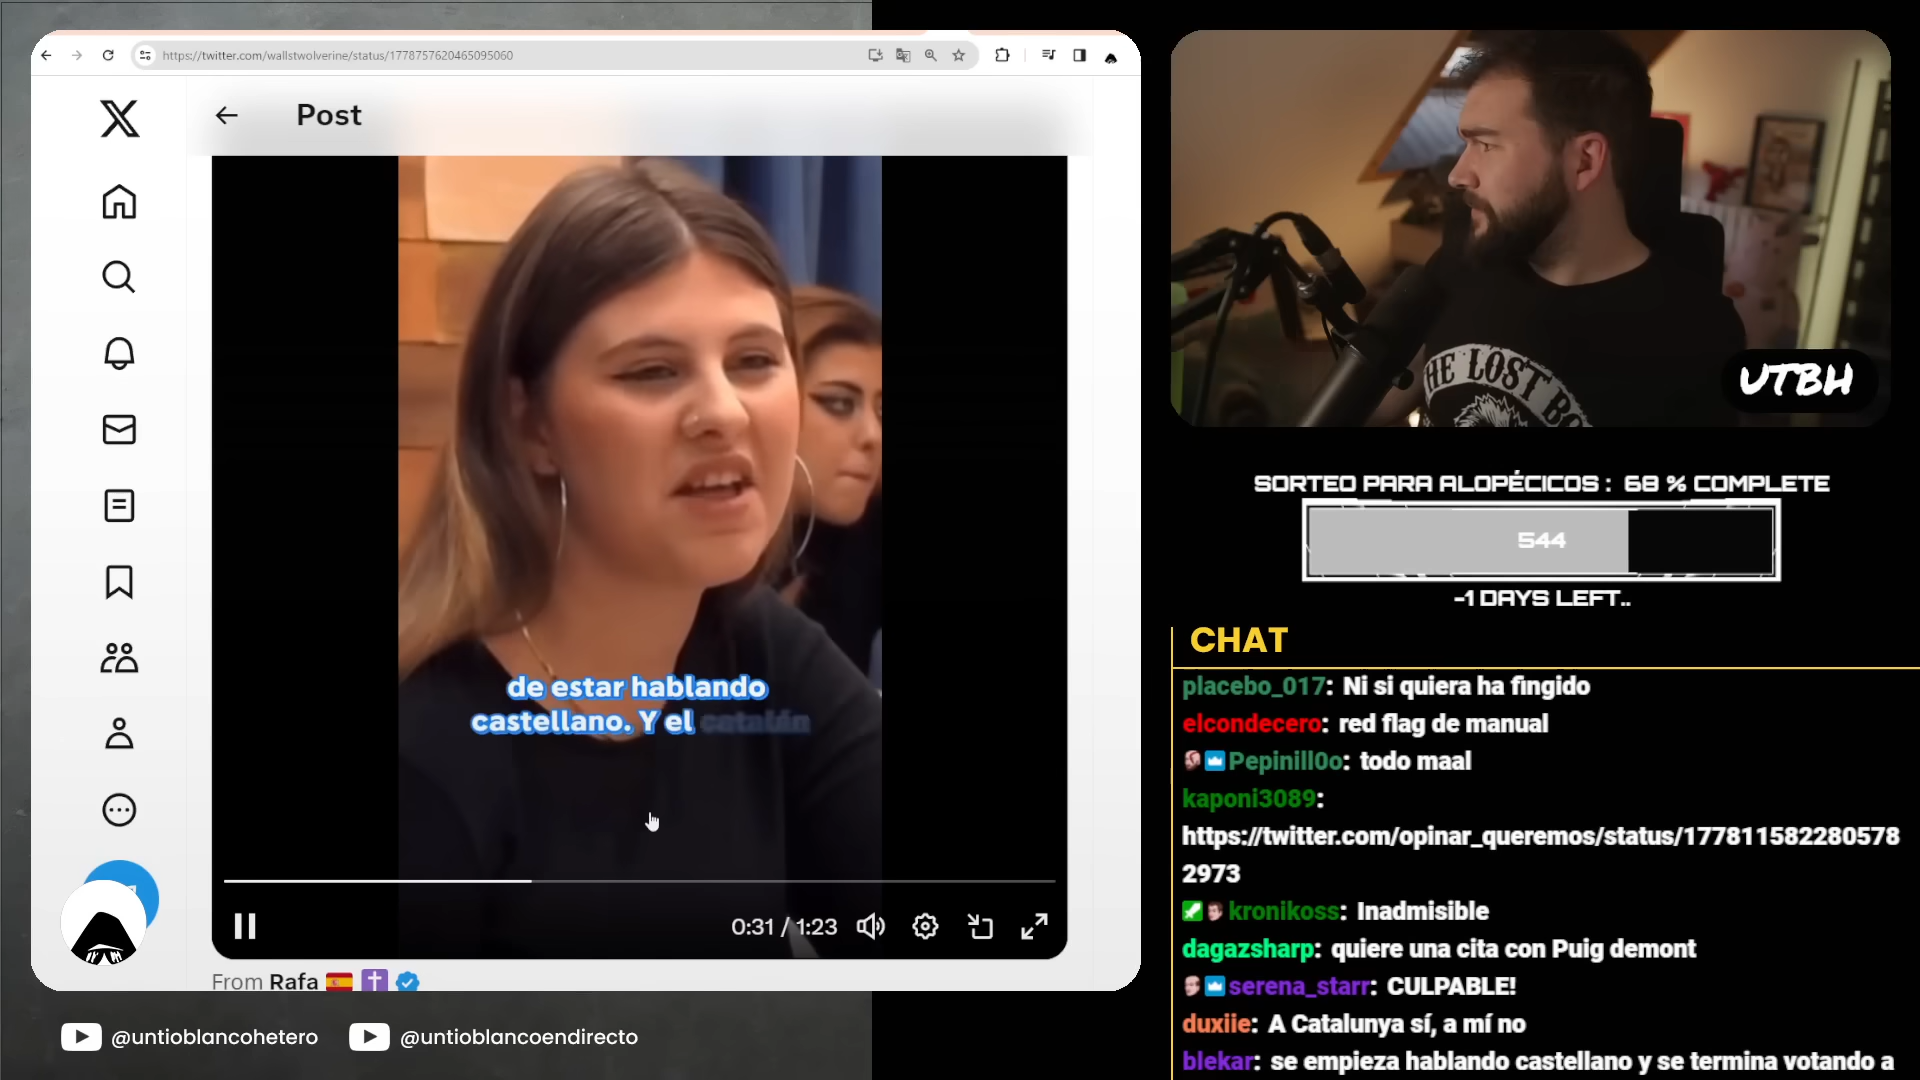 https://twitter.com/wallstwolverine/status/1778757620465095060
Post
de estar hablando
castellano. Y el catalán
0:31 / 1:23
From Rafa
@untioblancohetero
@untioblancoendirecto
THE LOST BO
UTBH
SORTEO PARA ALOPÉCICOS : 68 % COMPLETE
544
-1 DAYS LEFT..
CHAT
placebo_017: Ni si quiera ha fingido
elcondecero: red flag de manual
Pepinill0o: todo maal
kaponi3089:
https://twitter.com/opinar_queremos/status/177811582280578
2973
kronikoss: Inadmisible
dagazsharp: quiere una cita con Puig demont
serena_starr: CULPABLE!
duxiie: A Catalunya sí, a mí no
blekar: se empieza hablando castellano y se termina votando a